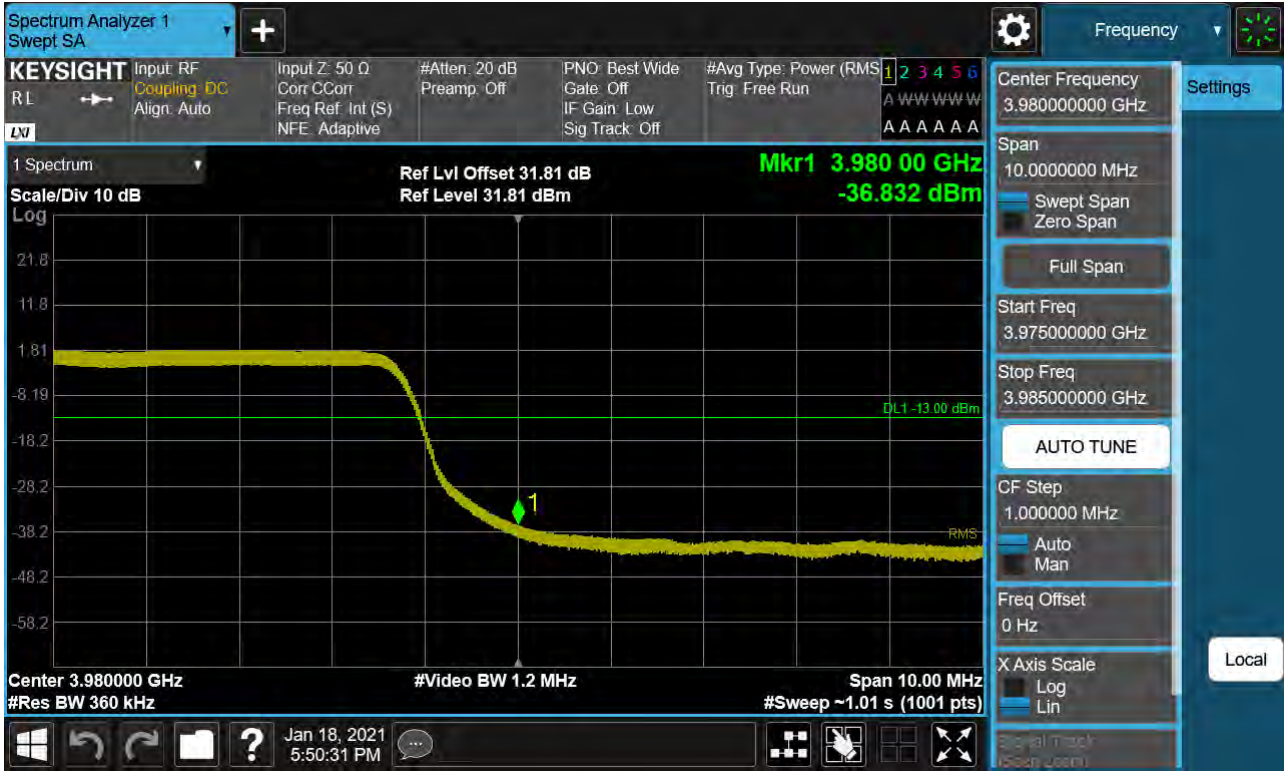 Spectrum Analyzer 1
Swept SA
+
Frequency
KEYSIGHT
RL
LXI
Input: RF
Coupling: DC
Align: Auto
Input Z: 50 Ω
Corr CCorr
Freq Ref: Int (S)
NFE: Adaptive
#Atten: 20 dB
Preamp: Off
PNO: Best Wide
Gate: Off
IF Gain: Low
Sig Track: Off
#Avg Type: Power (RMS
Trig: Free Run
1 2 3 4 5 6
A W W W W W
A A A A A A
1 Spectrum
Scale/Div 10 dB
Log
Ref Lvl Offset 31.81 dB
Ref Level 31.81 dBm
Mkr1 3.980 00 GHz
-36.832 dBm
21.8
11.8
1.81
-8.19
-18.2
-28.2
-38.2
-48.2
-58.2
DL1 -13.00 dBm
1
RMS
Center 3.980000 GHz
#Res BW 360 kHz
#Video BW 1.2 MHz
Span 10.00 MHz
#Sweep ~1.01 s (1001 pts)
Center Frequency
3.980000000 GHz
Span
10.0000000 MHz
Swept Span
Zero Span
Full Span
Start Freq
3.975000000 GHz
Stop Freq
3.985000000 GHz
AUTO TUNE
CF Step
1.000000 MHz
Auto
Man
Freq Offset
0 Hz
X Axis Scale
Log
Lin
Signal Track
(Span Zoom)
Settings
Local
?
Jan 18, 2021
5:50:31 PM